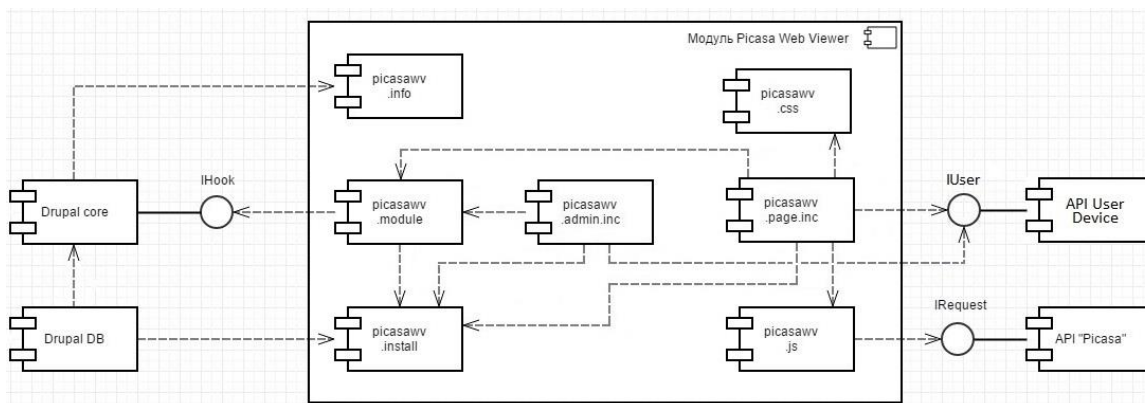 Модуль Picasa Web Viewer
picasawv
.info
picasawv
.css
IHook
IUser
Drupal core
picasawv
.module
picasawv
.admin.inc
picasawv
.page.inc
API User
Device
IRequest
Drupal DB
picasawv
.install
picasawv
.js
API "Picasa"